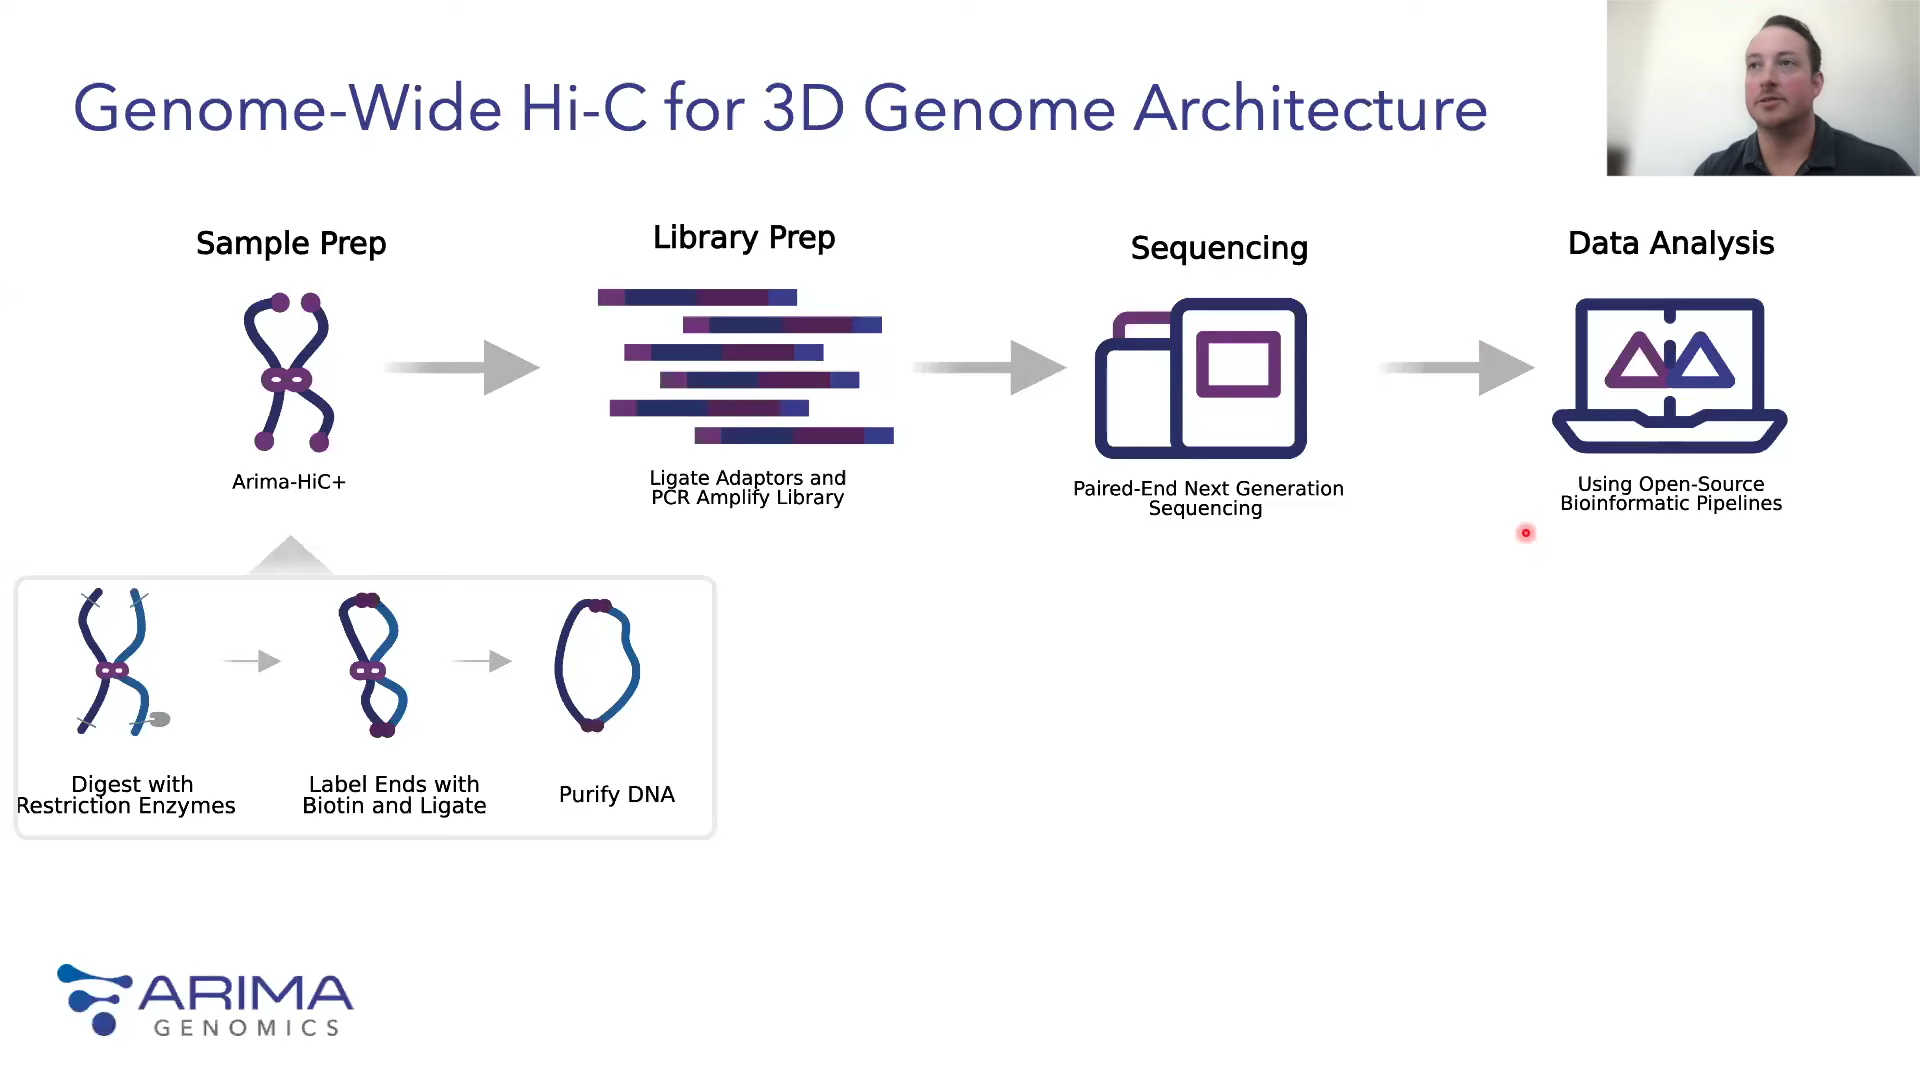 Genome-Wide Hi-C for 3D Genome Architecture
Sample Prep
Library Prep
Sequencing
Data Analysis
Arima-HiC+
Ligate Adaptors and
PCR Amplify Library
Paired-End Next Generation
Sequencing
Using Open-Source
Bioinformatic Pipelines
Digest with
Restriction Enzymes
Label Ends with
Biotin and Ligate
Purify DNA
ARIMA
GENOMICS